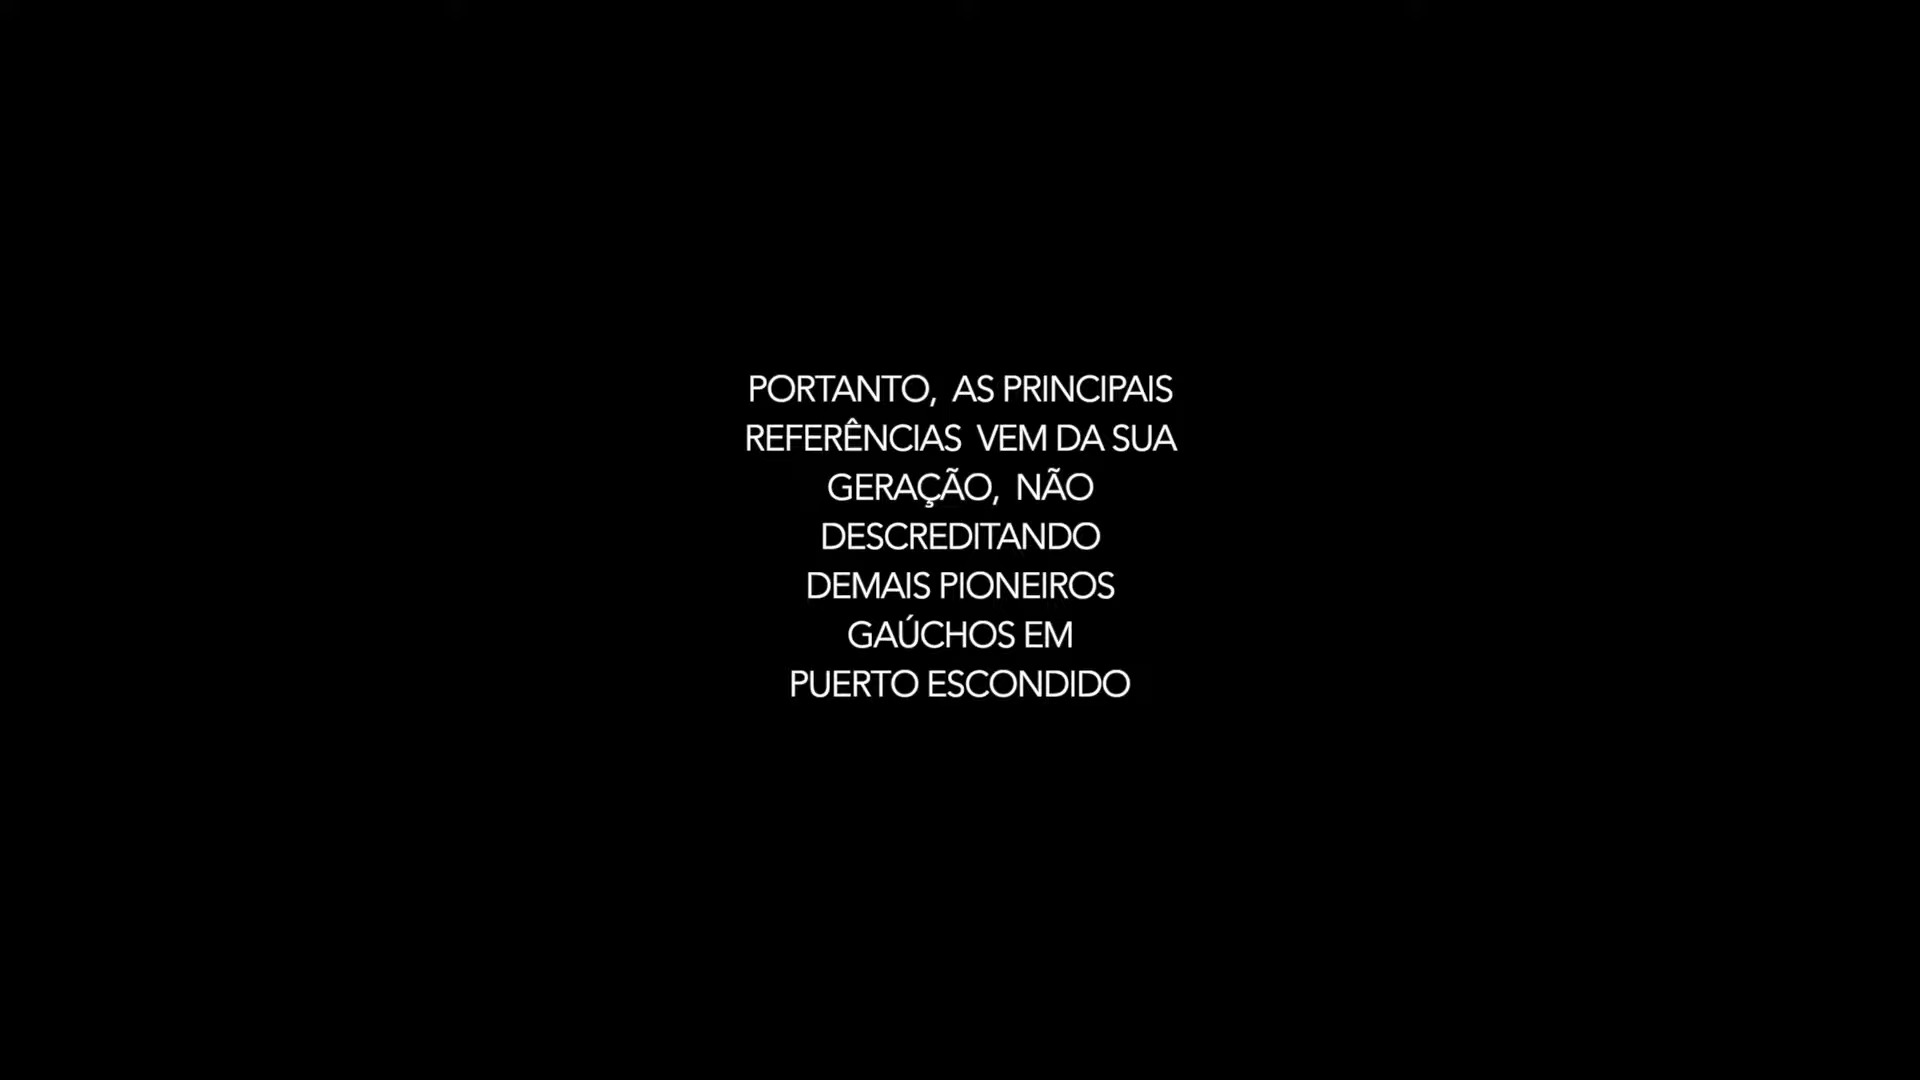 PORTANTO,  AS PRINCIPAIS
REFERÊNCIAS  VEM DA SUA
GERAÇÃO,  NÃO
DESCREDITANDO
DEMAIS PIONEIROS
GAÚCHOS EM
PUERTO ESCONDIDO